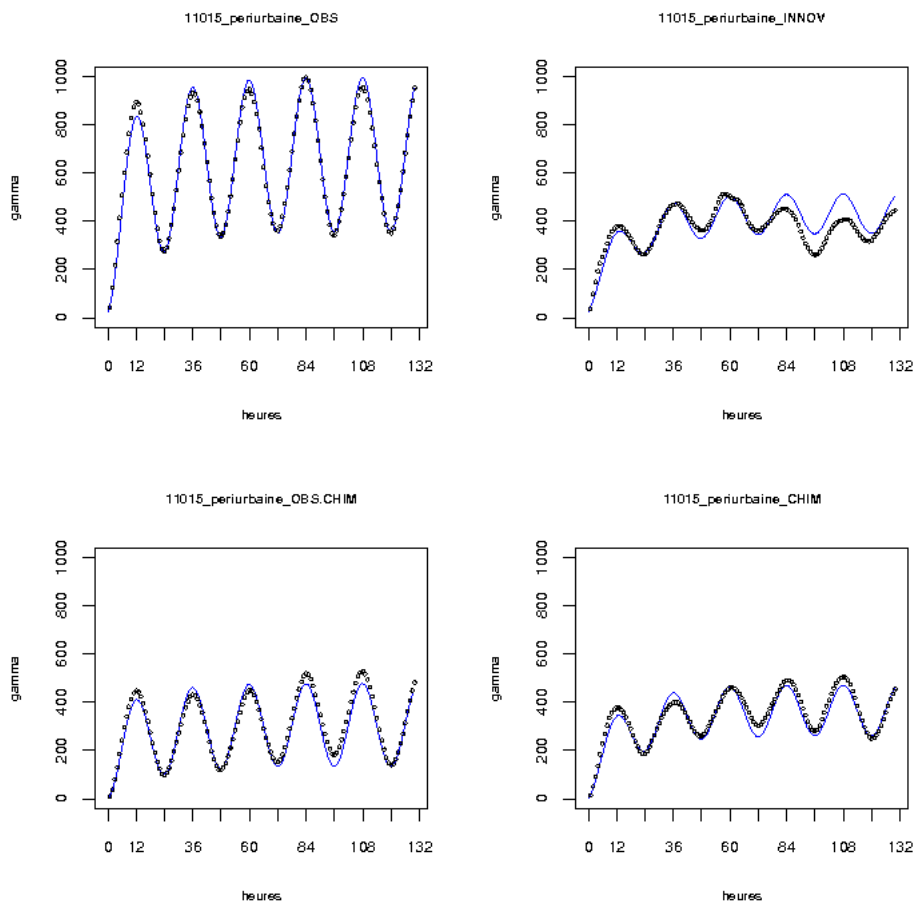 11015_periurbaine_OBS
gamma
0 200 400 600 800 1000
0 12 36 60 84 108 132
heures
11015_periurbaine_INNOV
gamma
0 200 400 600 800 1000
0 12 36 60 84 108 132
heures
11015_periurbaine_OBS.CHIM
gamma
0 200 400 600 800 1000
0 12 36 60 84 108 132
heures
11015_periurbaine_CHIM
gamma
0 200 400 600 800 1000
0 12 36 60 84 108 132
heures